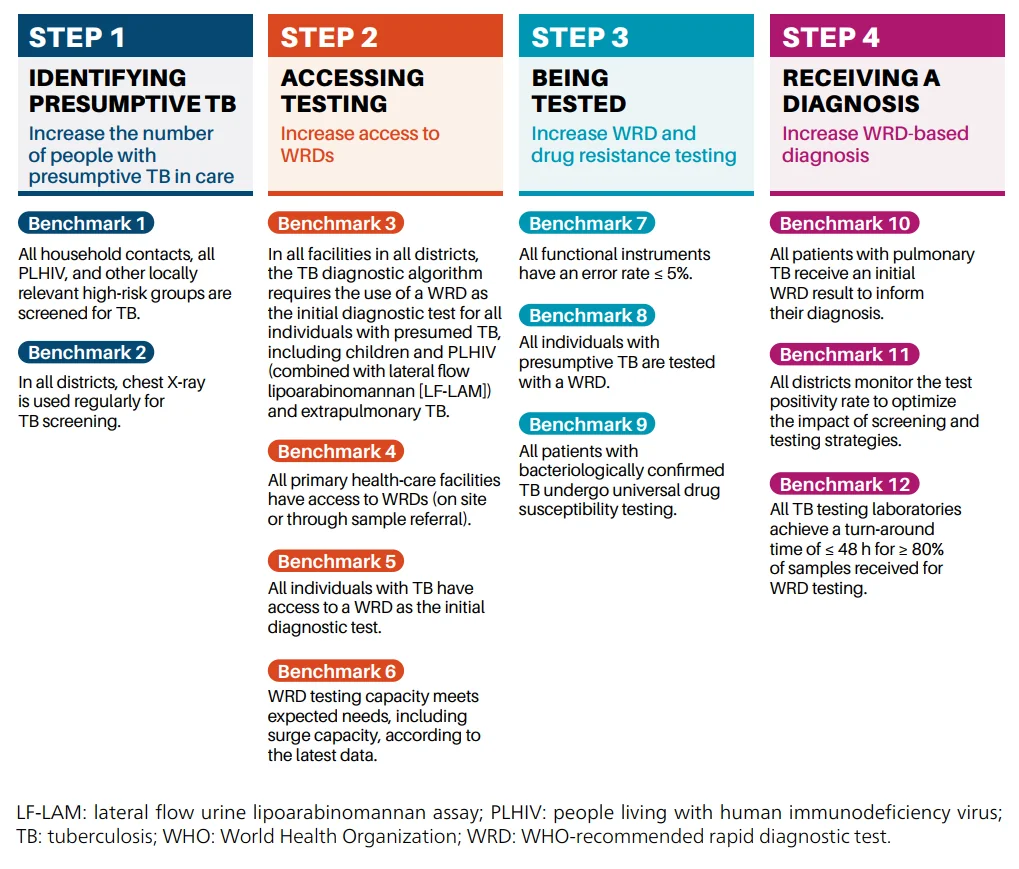 STEP 1
IDENTIFYING
PRESUMPTIVE TB
Increase the number
of people with
presumptive TB in care
Benchmark 1
All household contacts, all
PLHIV, and other locally
relevant high-risk groups are
screened for TB.
Benchmark 2
In all districts, chest X-ray
is used regularly for
TB screening.
STEP 2
ACCESSING
TESTING
Increase access to
WRDs
Benchmark 3
In all facilities in all districts,
the TB diagnostic algorithm
requires the use of a WRD as
the initial diagnostic test for all
individuals with presumed TB,
including children and PLHIV
(combined with lateral flow
lipoarabinomannan [LF-LAM])
and extrapulmonary TB.
Benchmark 4
All primary health-care facilities
have access to WRDs (on site
or through sample referral).
Benchmark 5
All individuals with TB have
access to a WRD as the initial
diagnostic test.
Benchmark 6
WRD testing capacity meets
expected needs, including
surge capacity, according to
the latest data.
STEP 3
BEING
TESTED
Increase WRD and
drug resistance testing
Benchmark 7
All functional instruments
have an error rate ≤ 5%.
Benchmark 8
All individuals with
presumptive TB are tested
with a WRD.
Benchmark 9
All patients with
bacteriologically confirmed
TB undergo universal drug
susceptibility testing.
STEP 4
RECEIVING A
DIAGNOSIS
Increase WRD-based
diagnosis
Benchmark 10
All patients with pulmonary
TB receive an initial
WRD result to inform
their diagnosis.
Benchmark 11
All districts monitor the test
positivity rate to optimize
the impact of screening and
testing strategies.
Benchmark 12
All TB testing laboratories
achieve a turn-around
time of ≤ 48 h for ≥ 80%
of samples received for
WRD testing.
LF-LAM: lateral flow urine lipoarabinomannan assay; PLHIV: people living with human immunodeficiency virus;
TB: tuberculosis; WHO: World Health Organization; WRD: WHO-recommended rapid diagnostic test.